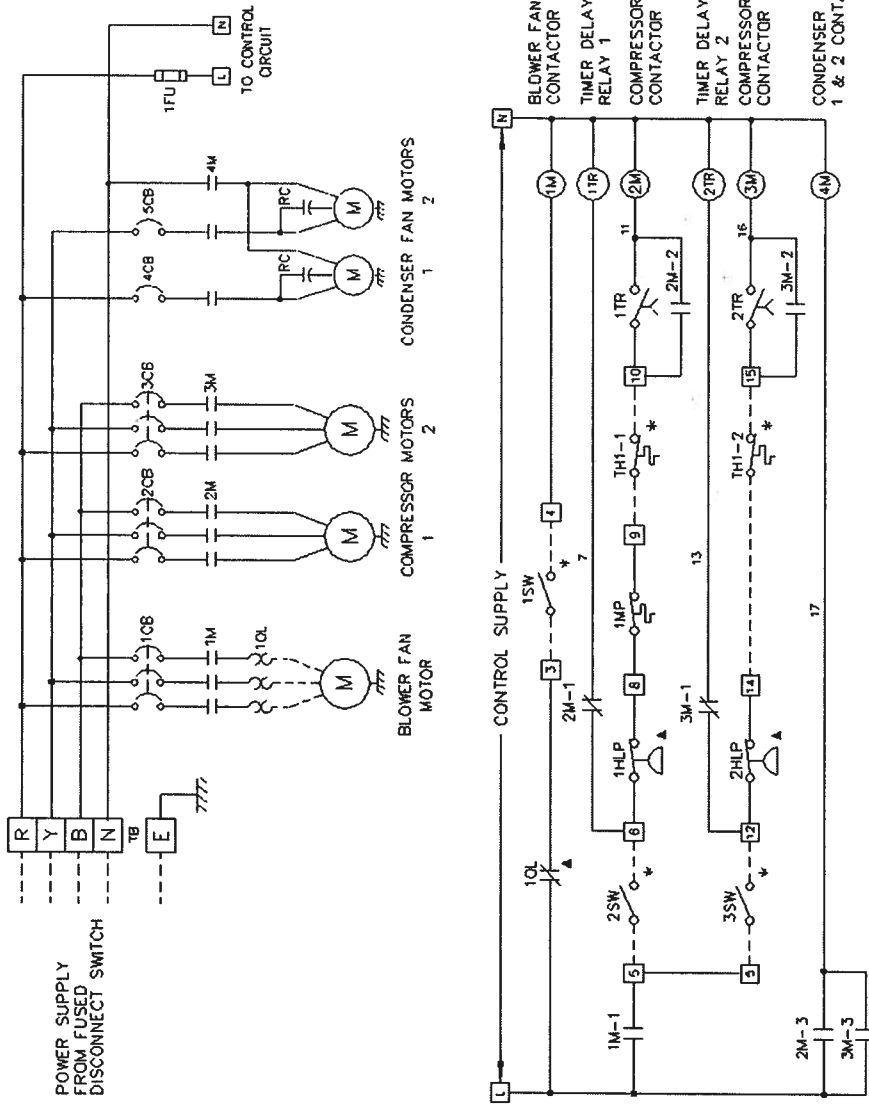 POWER SUPPLY
FROM FUSED
DISCONNECT SWITCH
R
Y
B
N
TB
E
1CB
1M
1OL
M
BLOWER FAN
MOTOR
2CB
2M
M
3CB
3M
M
COMPRESSOR MOTORS
1
2
4CB
RC
M
5CB
4M
RC
M
CONDENSER FAN MOTORS
1
2
1FU
L
N
TO CONTROL
CIRCUIT
L
CONTROL SUPPLY
N
1OL
3
1SW
*
4
1M
BLOWER FAN
CONTACTOR
2M-1
7
1TR
TIMER DELAY
RELAY 1
1M-1
5
2SW
*
6
1HLP
8
1MP
9
TH1-1
*
10
1TR
2M-2
11
2M
COMPRESSOR
CONTACTOR
3M-1
13
2TR
TIMER DELAY
RELAY 2
5
3SW
*
12
2HLP
14
TH1-2
*
15
2TR
3M-2
16
3M
COMPRESSOR
CONTACTOR
2M-3
3M-3
17
4M
CONDENSER
1 & 2